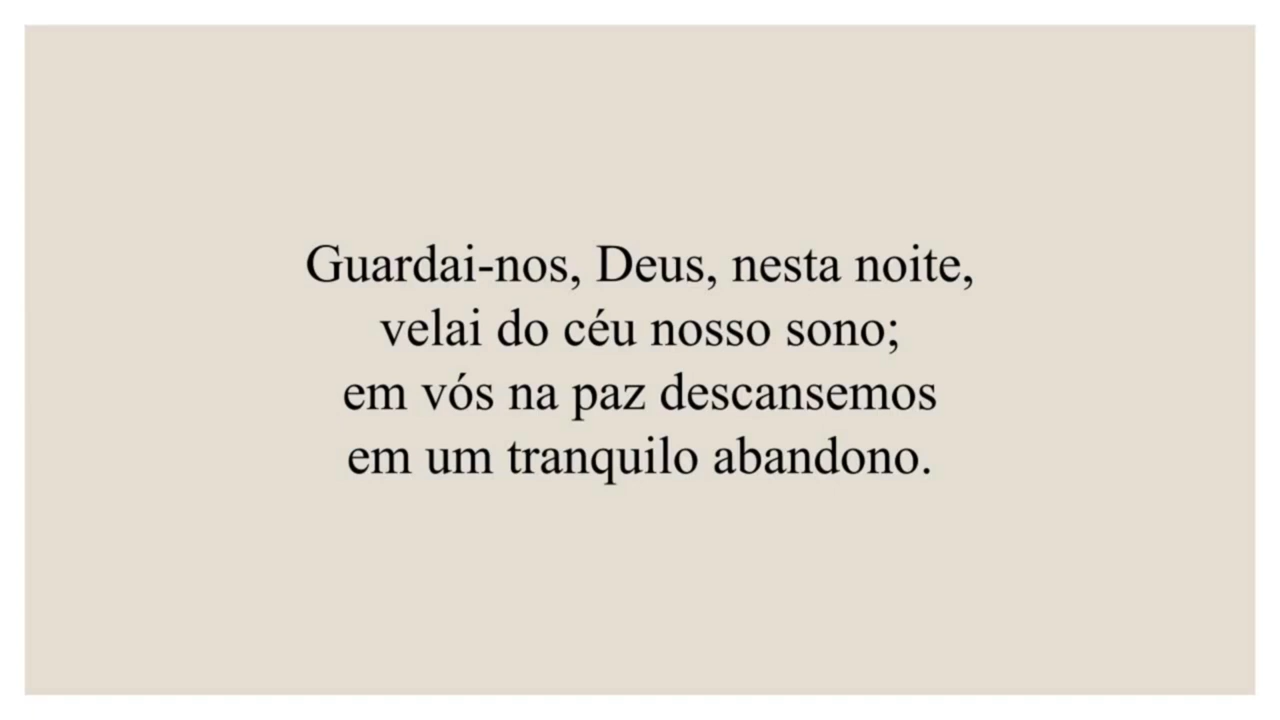 Guardai-nos, Deus, nesta noite,
velai do céu nosso sono;
em vós na paz descansemos
em um tranquilo abandono.